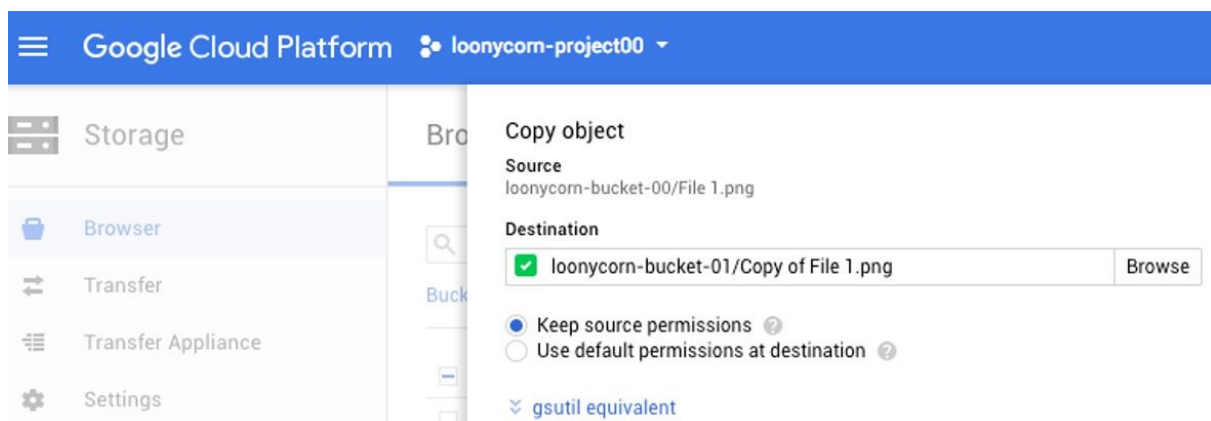 Google Cloud Platform loonycorn-project00
Storage
Browser
Transfer
Transfer Appliance
Settings
Bro
Buck
Copy object
Source
loonycorn-bucket-00/File 1.png
Destination
loonycorn-bucket-01/Copy of File 1.png Browse
Keep source permissions
Use default permissions at destination
gsutil equivalent